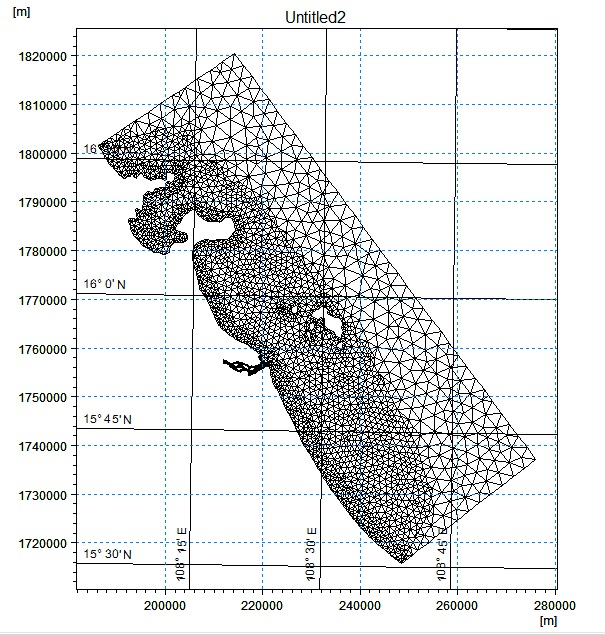 [m]
Untitled2
1820000
1810000
1800000
16
1790000
1780000
16° 0' N
1770000
1760000
1750000
15° 45' N
1740000
1730000
108° 15' E
108° 30' E
108° 45' E
15° 30' N
1720000
200000 220000 240000 260000 280000
[m]